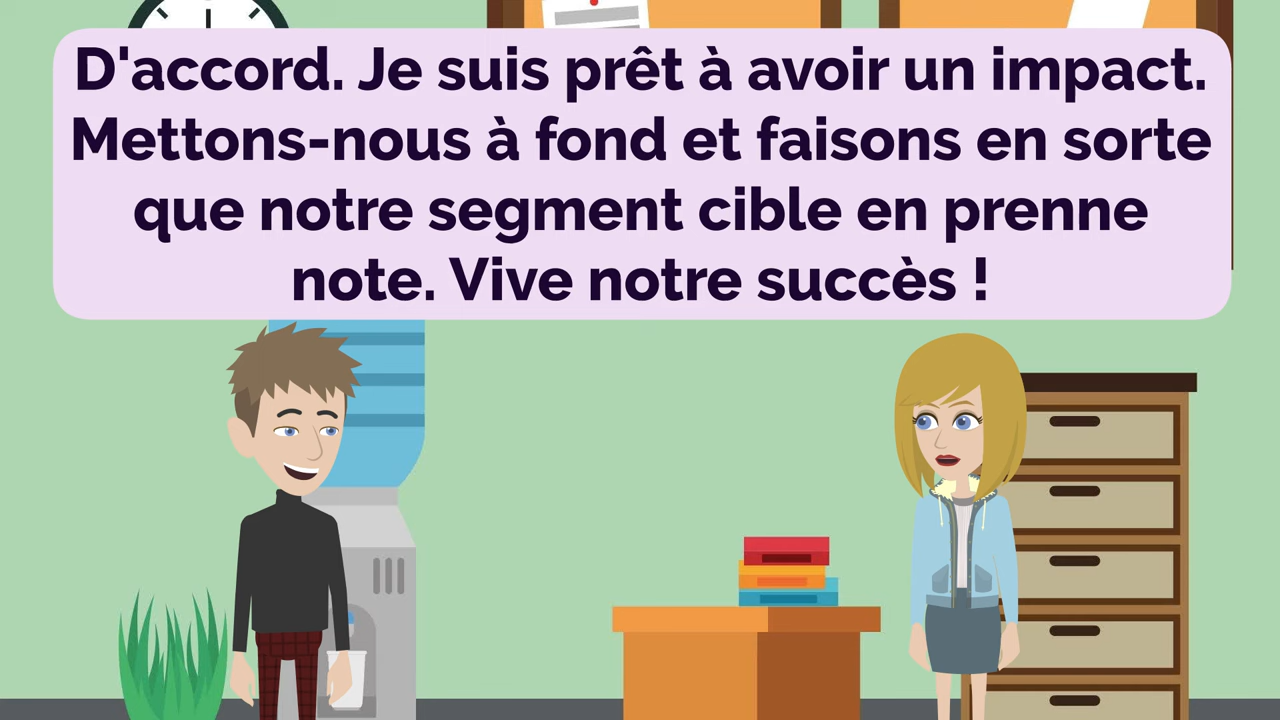 D'accord. Je suis prêt à avoir un impact.
Mettons-nous à fond et faisons en sorte
que notre segment cible en prenne
note. Vive notre succès !